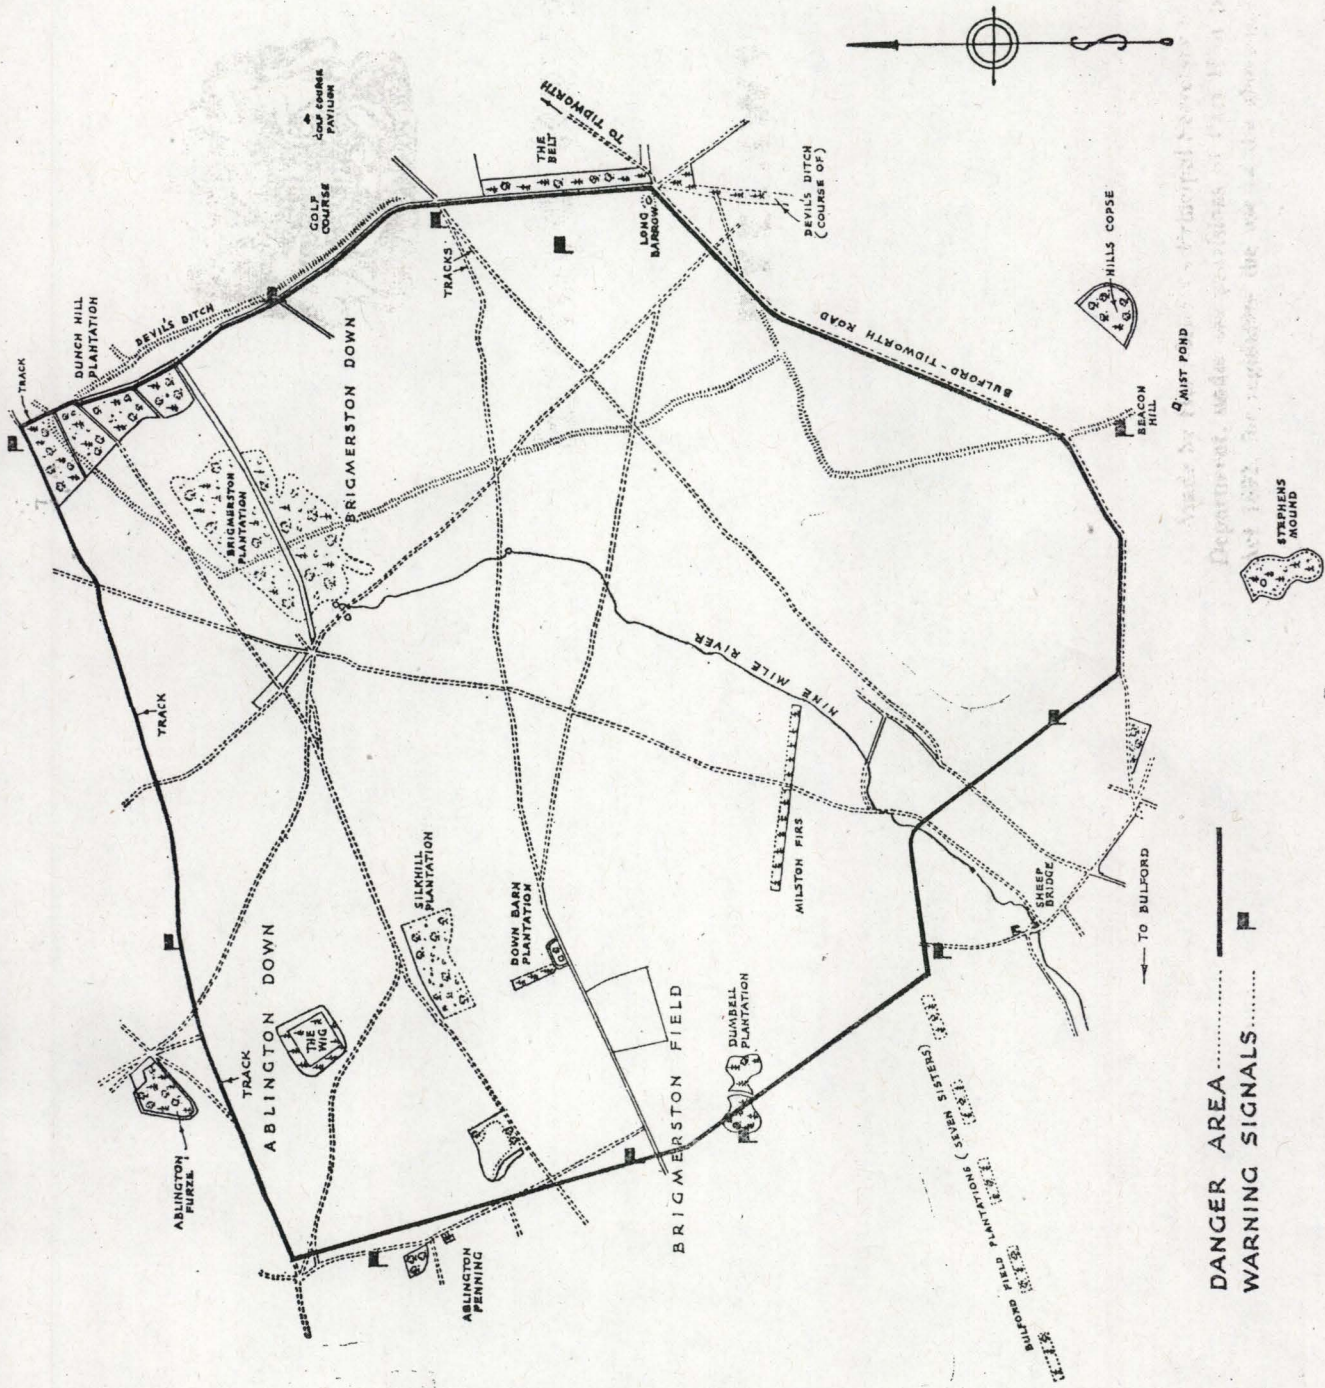 TRACK
DUNCH HILL
PLANTATION
DEVIL'S DITCH
GOLF
COURSE
GOLF COURSE
PAVILION
BRIGMERSTON
PLANTATION
BRIGMERSTON DOWN
TRACKS
THE
BELT
TO TIDWORTH
LONG
BARROW
DEVILS DITCH
(COURSE OF)
BULFORD - TIDWORTH ROAD
HILLS COPSE
MIST POND
BEACON
HILL
STEPHENS
MOUND
TRACK
NINE MILE RIVER
MILSTON FIRS
SILKHILL
PLANTATION
DOWN BARN
PLANTATION
ABLINGTON DOWN
THE
WIG
TRACK
ABLINGTON
FURZE
ABLINGTON
PENNING
BRIGMERSTON FIELD
DUMBELL
PLANTATION
SHEEP
BRIDGE
TO BULFORD
BULFORD FIELD PLANTATIONS (SEVEN SISTERS)
DANGER AREA
WARNING SIGNALS